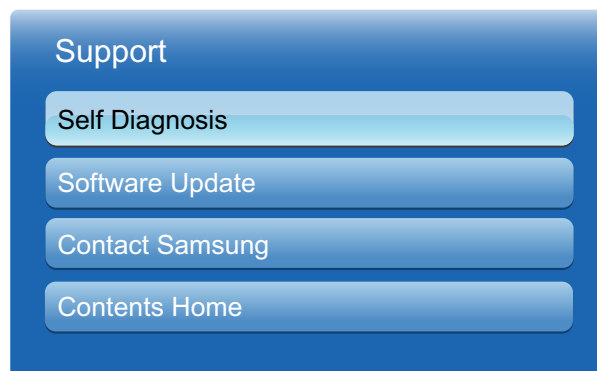 Support
Self Diagnosis
Software Update
Contact Samsung
Contents Home